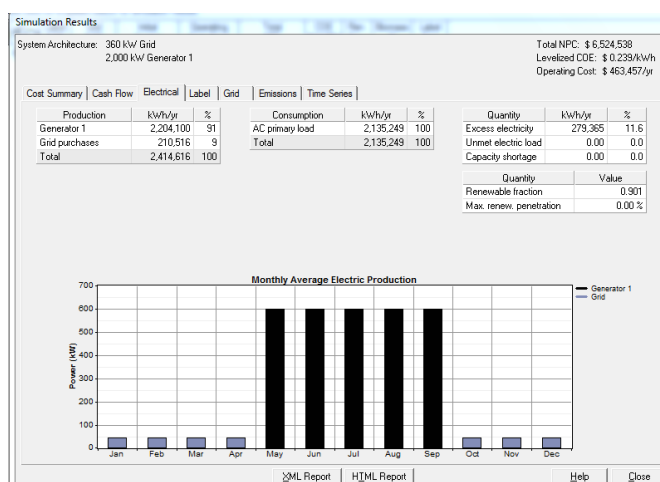 Simulation Results
System Architecture: 360 kW Grid
2,000 kW Generator 1
Total NPC: $ 6,524,538
Levelized COE: $ 0.239/kWh
Operating Cost: $ 463,457/yr
Cost Summary Cash Flow Electrical Label Grid Emissions Time Series
Production kWh/yr %
Generator 1 2,204,100 91
Grid purchases 210,516 9
Total 2,414,616 100
Consumption kWh/yr %
AC primary load 2,135,249 100
Total 2,135,249 100
Quantity kWh/yr %
Excess electricity 279,365 11.6
Unmet electric load 0.00 0.0
Capacity shortage 0.00 0.0
Quantity Value
Renewable fraction 0.901
Max. renew. penetration 0.00 %
Monthly Average Electric Production
Power (kW)
700
600
500
400
300
200
100
0
Jan Feb Mar Apr May Jun Jul Aug Sep Oct Nov Dec
Generator 1
Grid
XML Report HTML Report Help Close